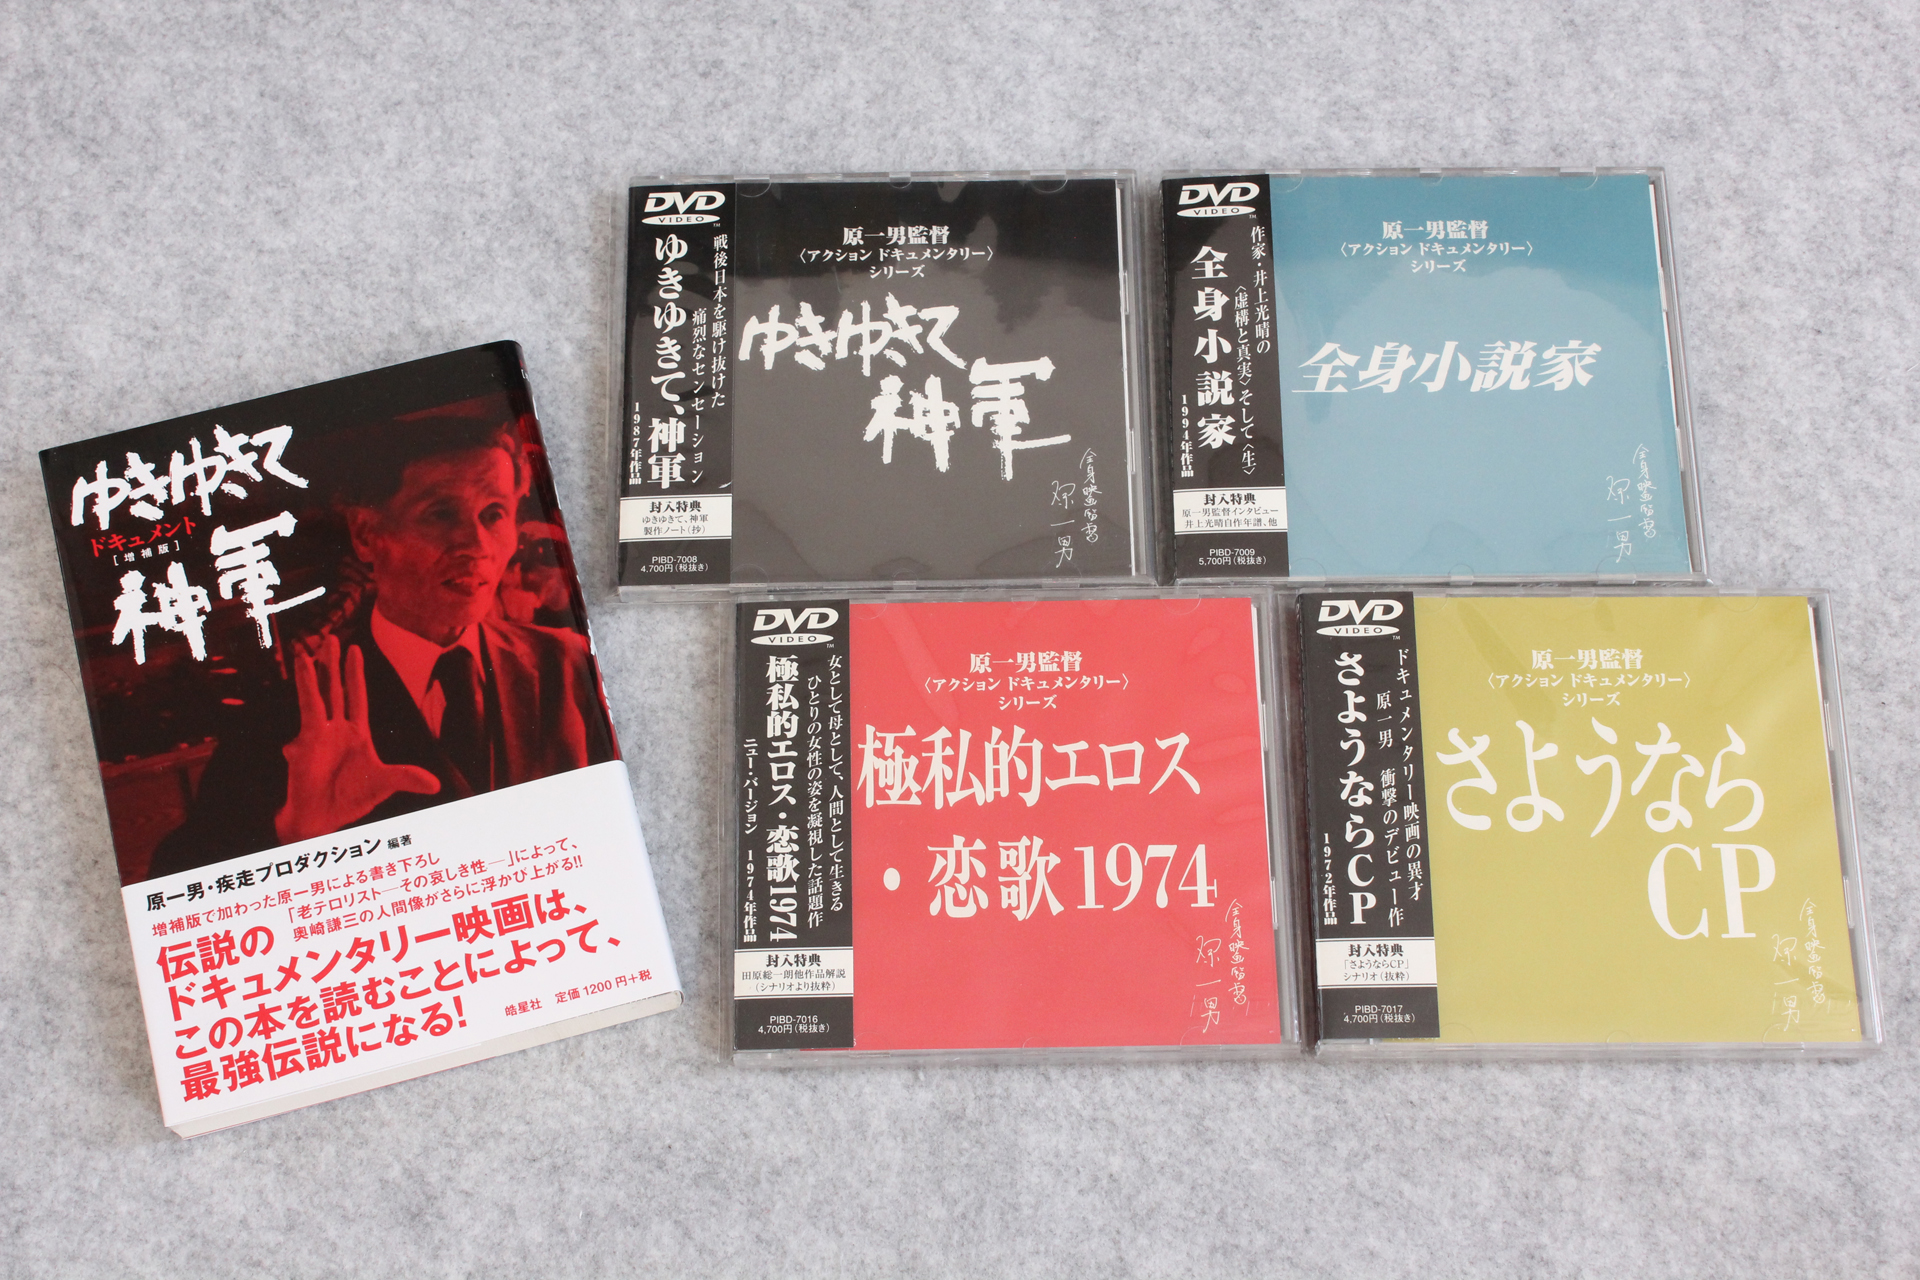 ゆきゆきて
ドキュメント
[増補版]
神軍
原一男・疾走プロダクション 編著
増補版で加わった原一男による書き下ろし
「老テロリスト—その哀しき性—」によって、
奥崎謙三の人間像がさらに浮かび上がる!!
伝説の
ドキュメンタリー映画は、
この本を読むことによって、
最強伝説になる!
皓星社 定価1200円+税
DVD
VIDEO
TM
戦後日本を駆け抜けた
痛烈なセンセーション
ゆきゆきて、神軍
1987年作品
封入特典
ゆきゆきて、神軍
製作ノート(抄)
PIBD-7008
4,700円(税抜き)
原一男監督
〈アクション ドキュメンタリー〉
シリーズ
ゆきゆきて
神軍
全身映画監督
原一男
DVD
VIDEO
TM
作家・井上光晴の
〈虚構と真実〉そして〈生〉
全身小説家
1994年作品
封入特典
原一男監督インタビュー
井上光晴自作年譜、他
PIBD-7009
5,700円(税抜き)
原一男監督
〈アクション ドキュメンタリー〉
シリーズ
全身小説家
全身映画監督
原一男
DVD
VIDEO
TM
女として母として、人間として生きる
ひとりの女性の姿を凝視した話題作
極私的エロス・恋歌1974
ニュー・バージョン 1974年作品
封入特典
田原総一朗他作品解説
(シナリオより抜粋)
PIBD-7016
4,700円(税抜き)
原一男監督
〈アクション ドキュメンタリー〉
シリーズ
極私的エロス
・恋歌1974
全身映画監督
原一男
DVD
VIDEO
TM
ドキュメンタリー映画の異才
原一男 衝撃のデビュー作
さようならCP
1972年作品
封入特典
「さようならCP」
シナリオ(抜粋)
PIBD-7017
4,700円(税抜き)
原一男監督
〈アクション ドキュメンタリー〉
シリーズ
さようなら
CP
全身映画監督
原一男